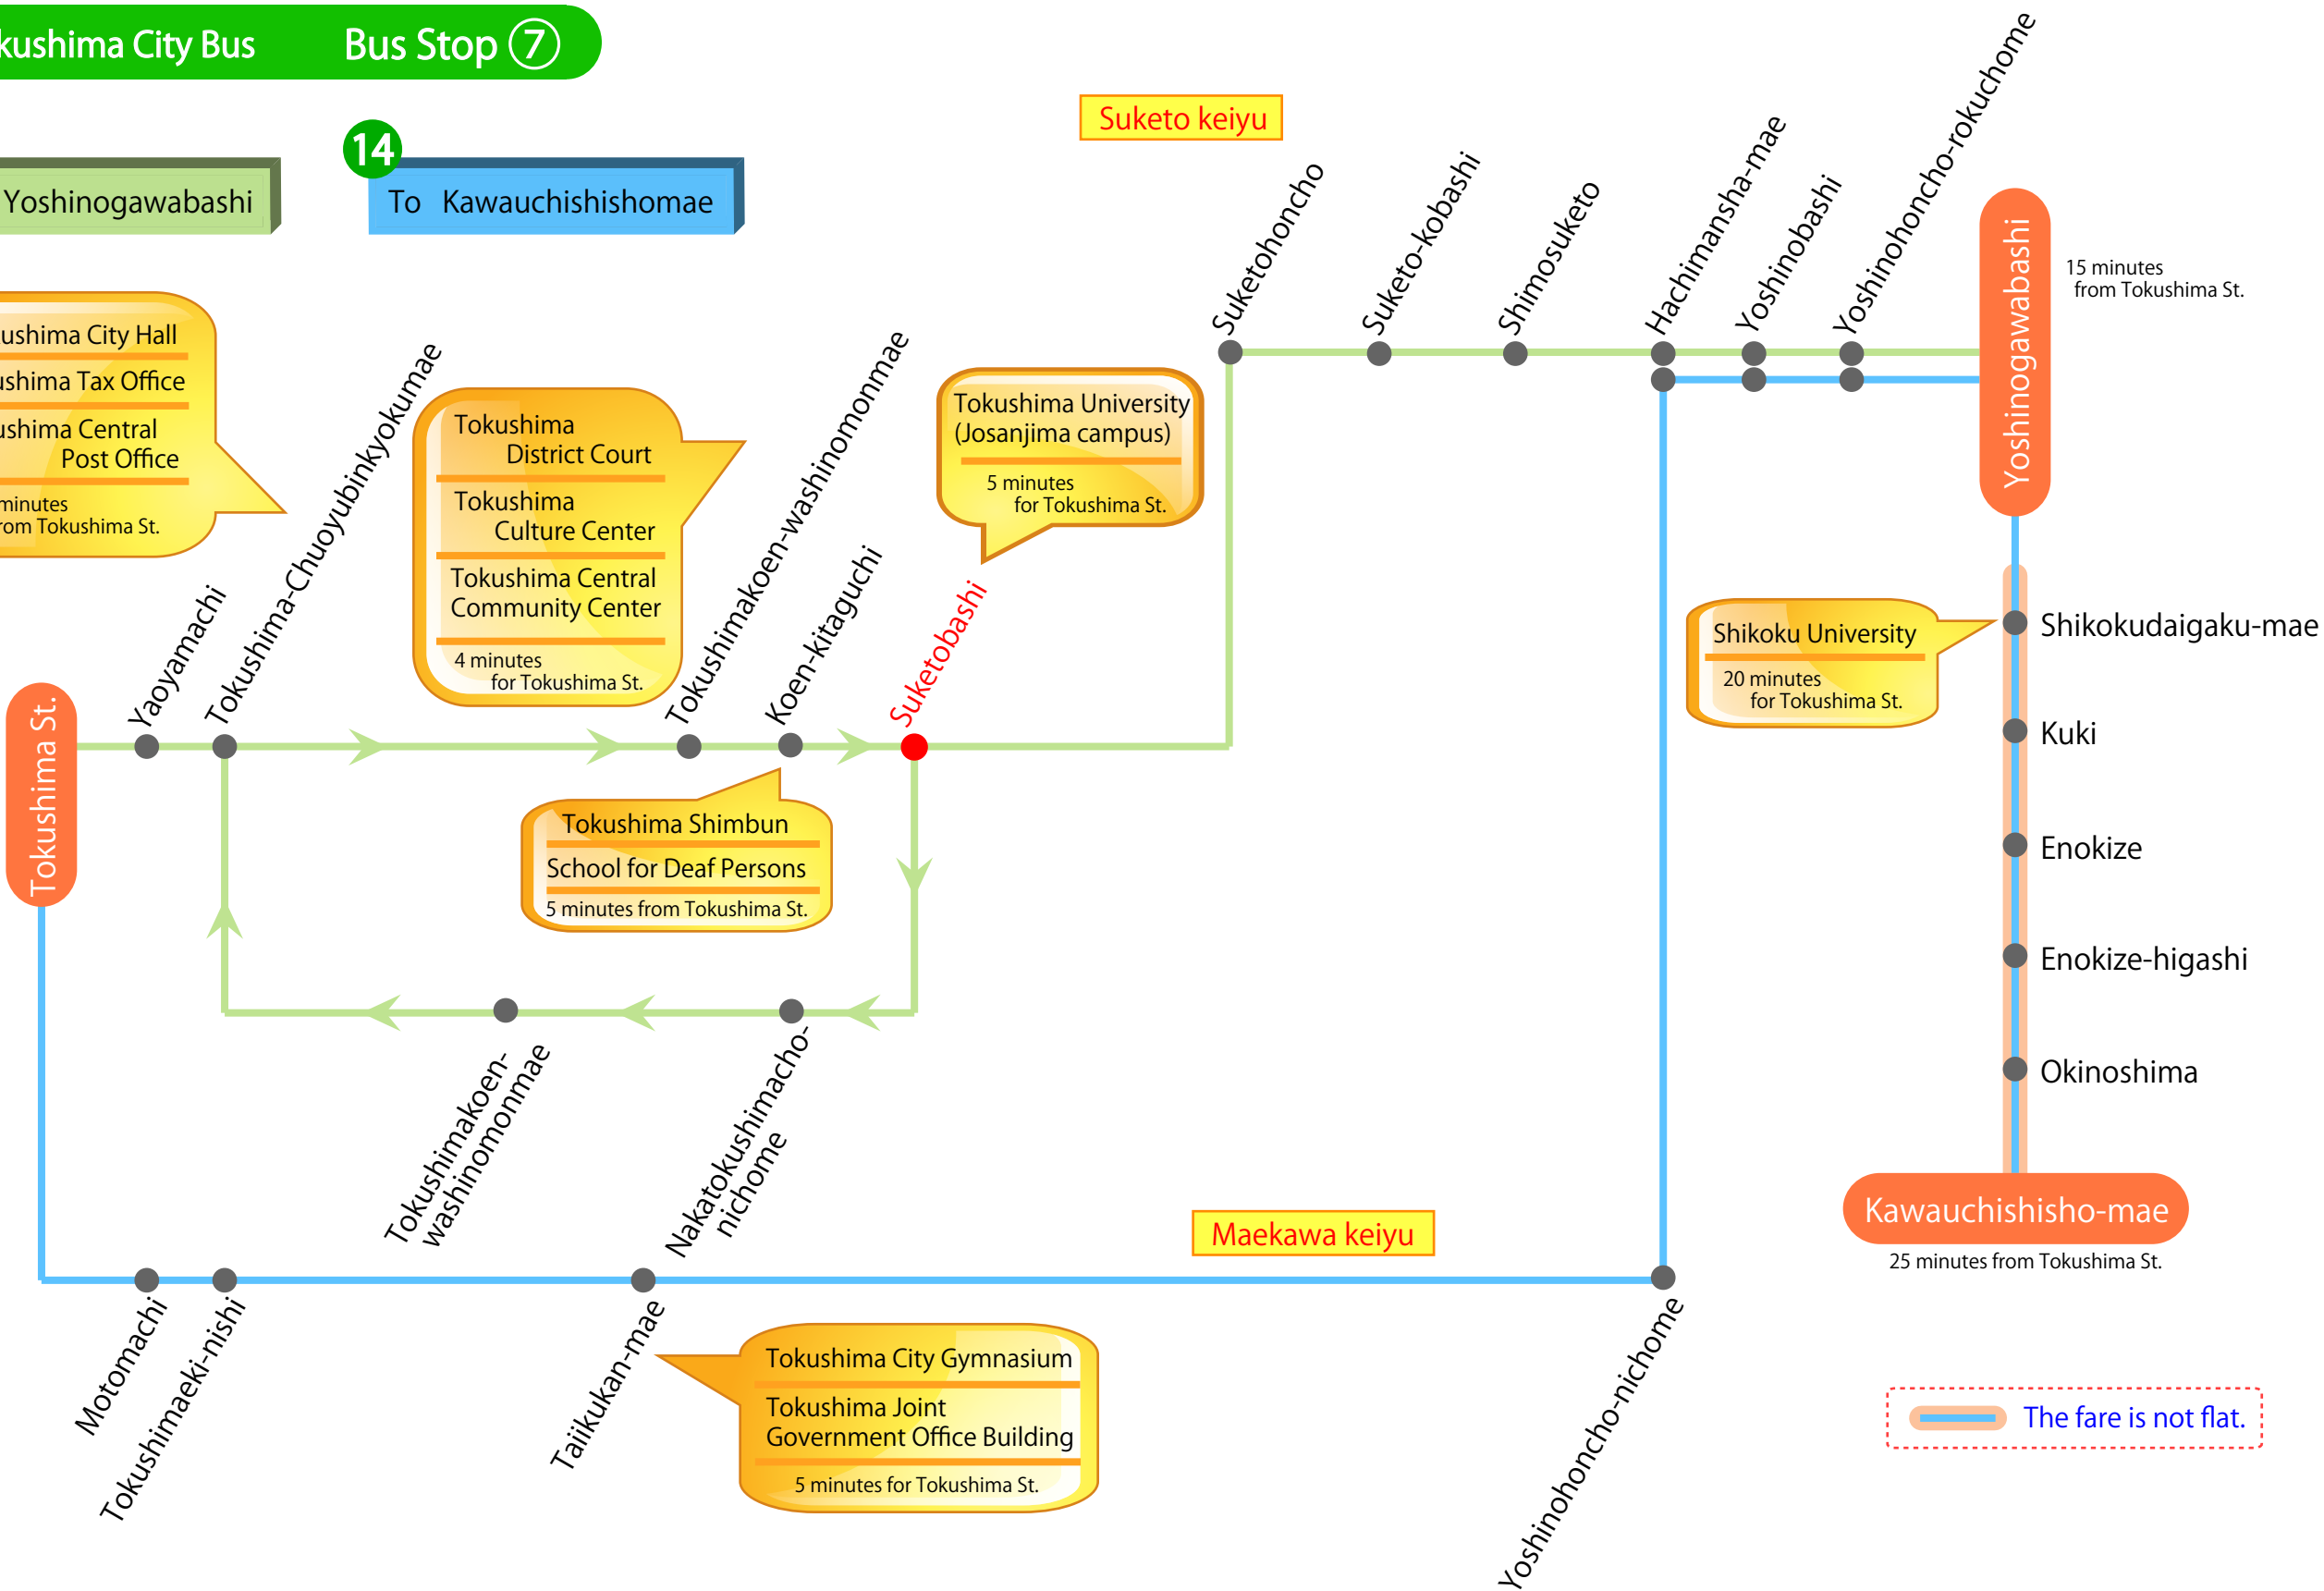 kushima City Bus Bus Stop ⑦
Yoshinogawabashi
14
To Kawauchishishomae
Suketo keiyu
ushima City Hall
ushima Tax Office
ushima Central
Post Office
minutes
rom Tokushima St.
Tokushima
District Court
Tokushima
Culture Center
Tokushima Central
Community Center
4 minutes
for Tokushima St.
Tokushima University
(Josanjima campus)
5 minutes
for Tokushima St.
Suketohoncho
Suketo-kobashi
Shimosuketo
Hachimansha-mae
Yoshinobashi
Yoshinohoncho-rokuchome
Yoshinogawabashi
15 minutes
from Tokushima St.
Tokushima St.
Yaoyamachi
Tokushima-Chuoyubinkyokumae
Tokushimakoen-washinomonmae
Koen-kitaguchi
Suketobashi
Tokushima Shimbun
School for Deaf Persons
5 minutes from Tokushima St.
Shikoku University
20 minutes
for Tokushima St.
Shikokudaigaku-mae
Kuki
Enokize
Enokize-higashi
Okinoshima
Kawauchishisho-mae
25 minutes from Tokushima St.
Tokushimakoen-
washinomonmae
Nakatokushimacho-
nichome
Maekawa keiyu
Motomachi
Tokushimaeki-nishi
Taiikukan-mae
Tokushima City Gymnasium
Tokushima Joint
Government Office Building
5 minutes for Tokushima St.
Yoshinohoncho-nichome
The fare is not flat.